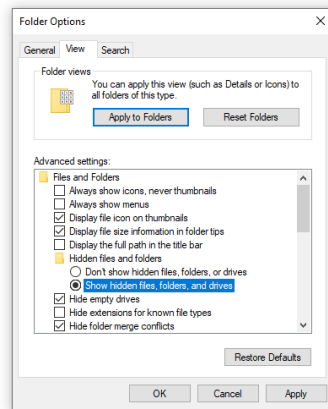 Folder Options
General View Search
Folder views
You can apply this view (such as Details or Icons) to
all folders of this type.
Apply to Folders Reset Folders
Advanced settings:
Files and Folders
Always show icons, never thumbnails
Always show menus
Display file icon on thumbnails
Display file size information in folder tips
Display the full path in the title bar
Hidden files and folders
Don't show hidden files, folders, or drives
Show hidden files, folders, and drives
Hide empty drives
Hide extensions for known file types
Hide folder merge conflicts
Restore Defaults
OK Cancel Apply